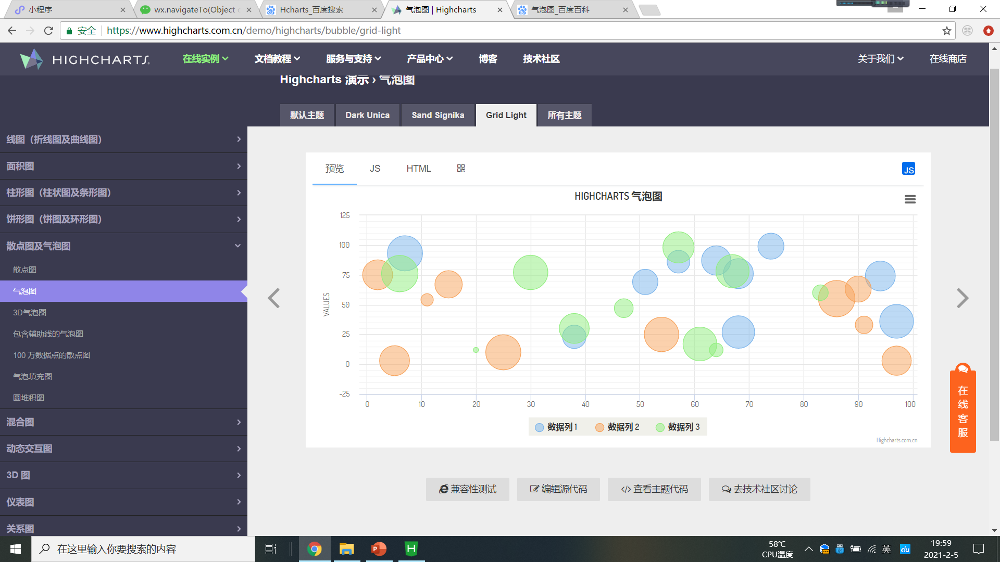 小程序
wx.navigateTo(Object
Hcharts_百度搜索
气泡图 | Highcharts
气泡图_百度百科
安全
https://www.highcharts.com.cn/demo/highcharts/bubble/grid-light
HIGHCHARTS
在线实例
文档教程
服务与支持
产品中心
博客
技术社区
关于我们
在线商店
Highcharts 演示 › 气泡图
默认主题
Dark Unica
Sand Signika
Grid Light
所有主题
线图（折线图及曲线图）
面积图
柱形图（柱状图及条形图）
饼形图（饼图及环形图）
散点图及气泡图
散点图
气泡图
3D气泡图
包含辅助线的气泡图
100 万数据点的散点图
气泡填充图
圆堆积图
混合图
动态交互图
3D 图
仪表图
关系图
预览
JS
HTML
JS
HIGHCHARTS 气泡图
VALUES
125
100
75
50
25
0
-25
0 10 20 30 40 50 60 70 80 90 100
数据列 1
数据列 2
数据列 3
Highcharts.com.cn
在线客服
兼容性测试
编辑源代码
</> 查看主题代码
去技术社区讨论
在这里输入你要搜索的内容
58℃
CPU温度
英
du
19:59
2021-2-5